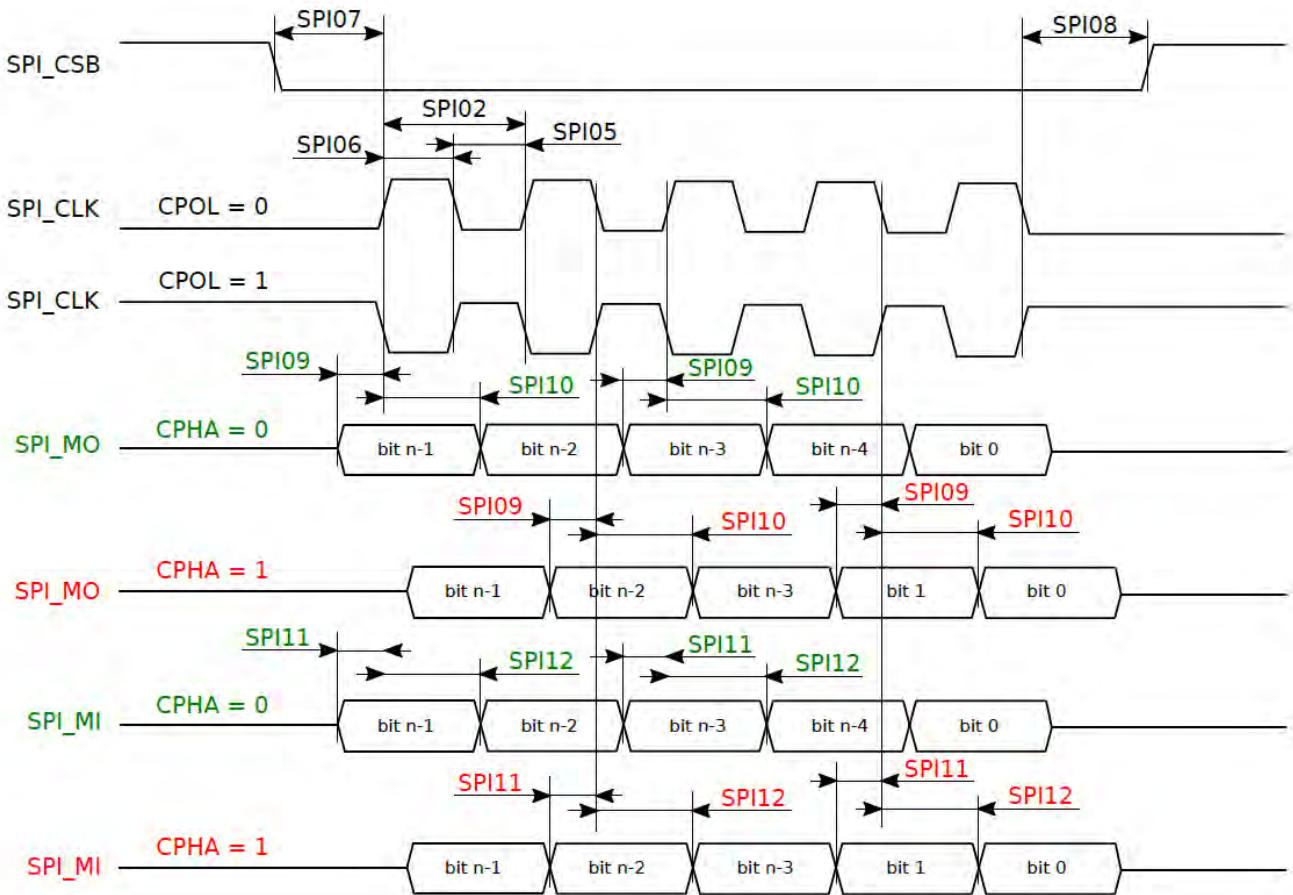 SPI07
SPI08
SPI_CSB
SPI02
SPI06
SPI05
SPI_CLK CPOL = 0
SPI_CLK CPOL = 1
SPI09 SPI09
SPI10 SPI10
SPI_MO CPHA = 0 bit n-1 bit n-2 bit n-3 bit n-4 bit 0
SPI09 SPI09
SPI10 SPI10
SPI_MO CPHA = 1 bit n-1 bit n-2 bit n-3 bit 1 bit 0
SPI11 SPI11
SPI12 SPI12
SPI_MI CPHA = 0 bit n-1 bit n-2 bit n-3 bit n-4 bit 0
SPI11 SPI11
SPI12 SPI12
SPI_MI CPHA = 1 bit n-1 bit n-2 bit n-3 bit 1 bit 0